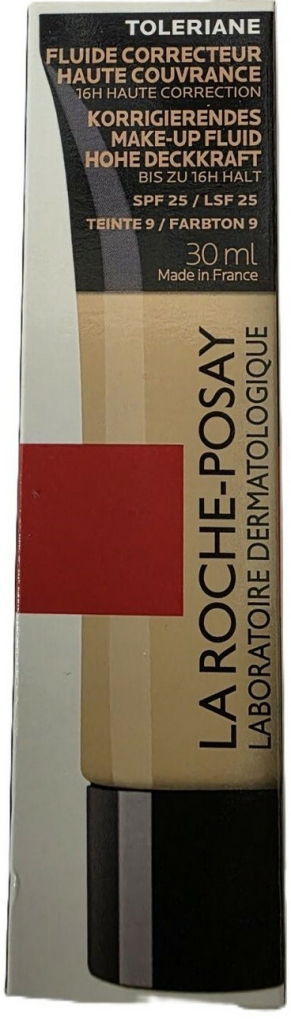 TOLERIANE
FLUIDE CORRECTEUR
HAUTE COUVRANCE
16H HAUTE CORRECTION
KORRIGIERENDES
MAKE-UP FLUID
HOHE DECKKRAFT
BIS ZU 16H HALT
SPF 25 / LSF 25
TEINTE 9 / FARBTON 9
30 ml
Made in France
LA ROCHE-POSAY
LABORATOIRE DERMATOLOGIQUE